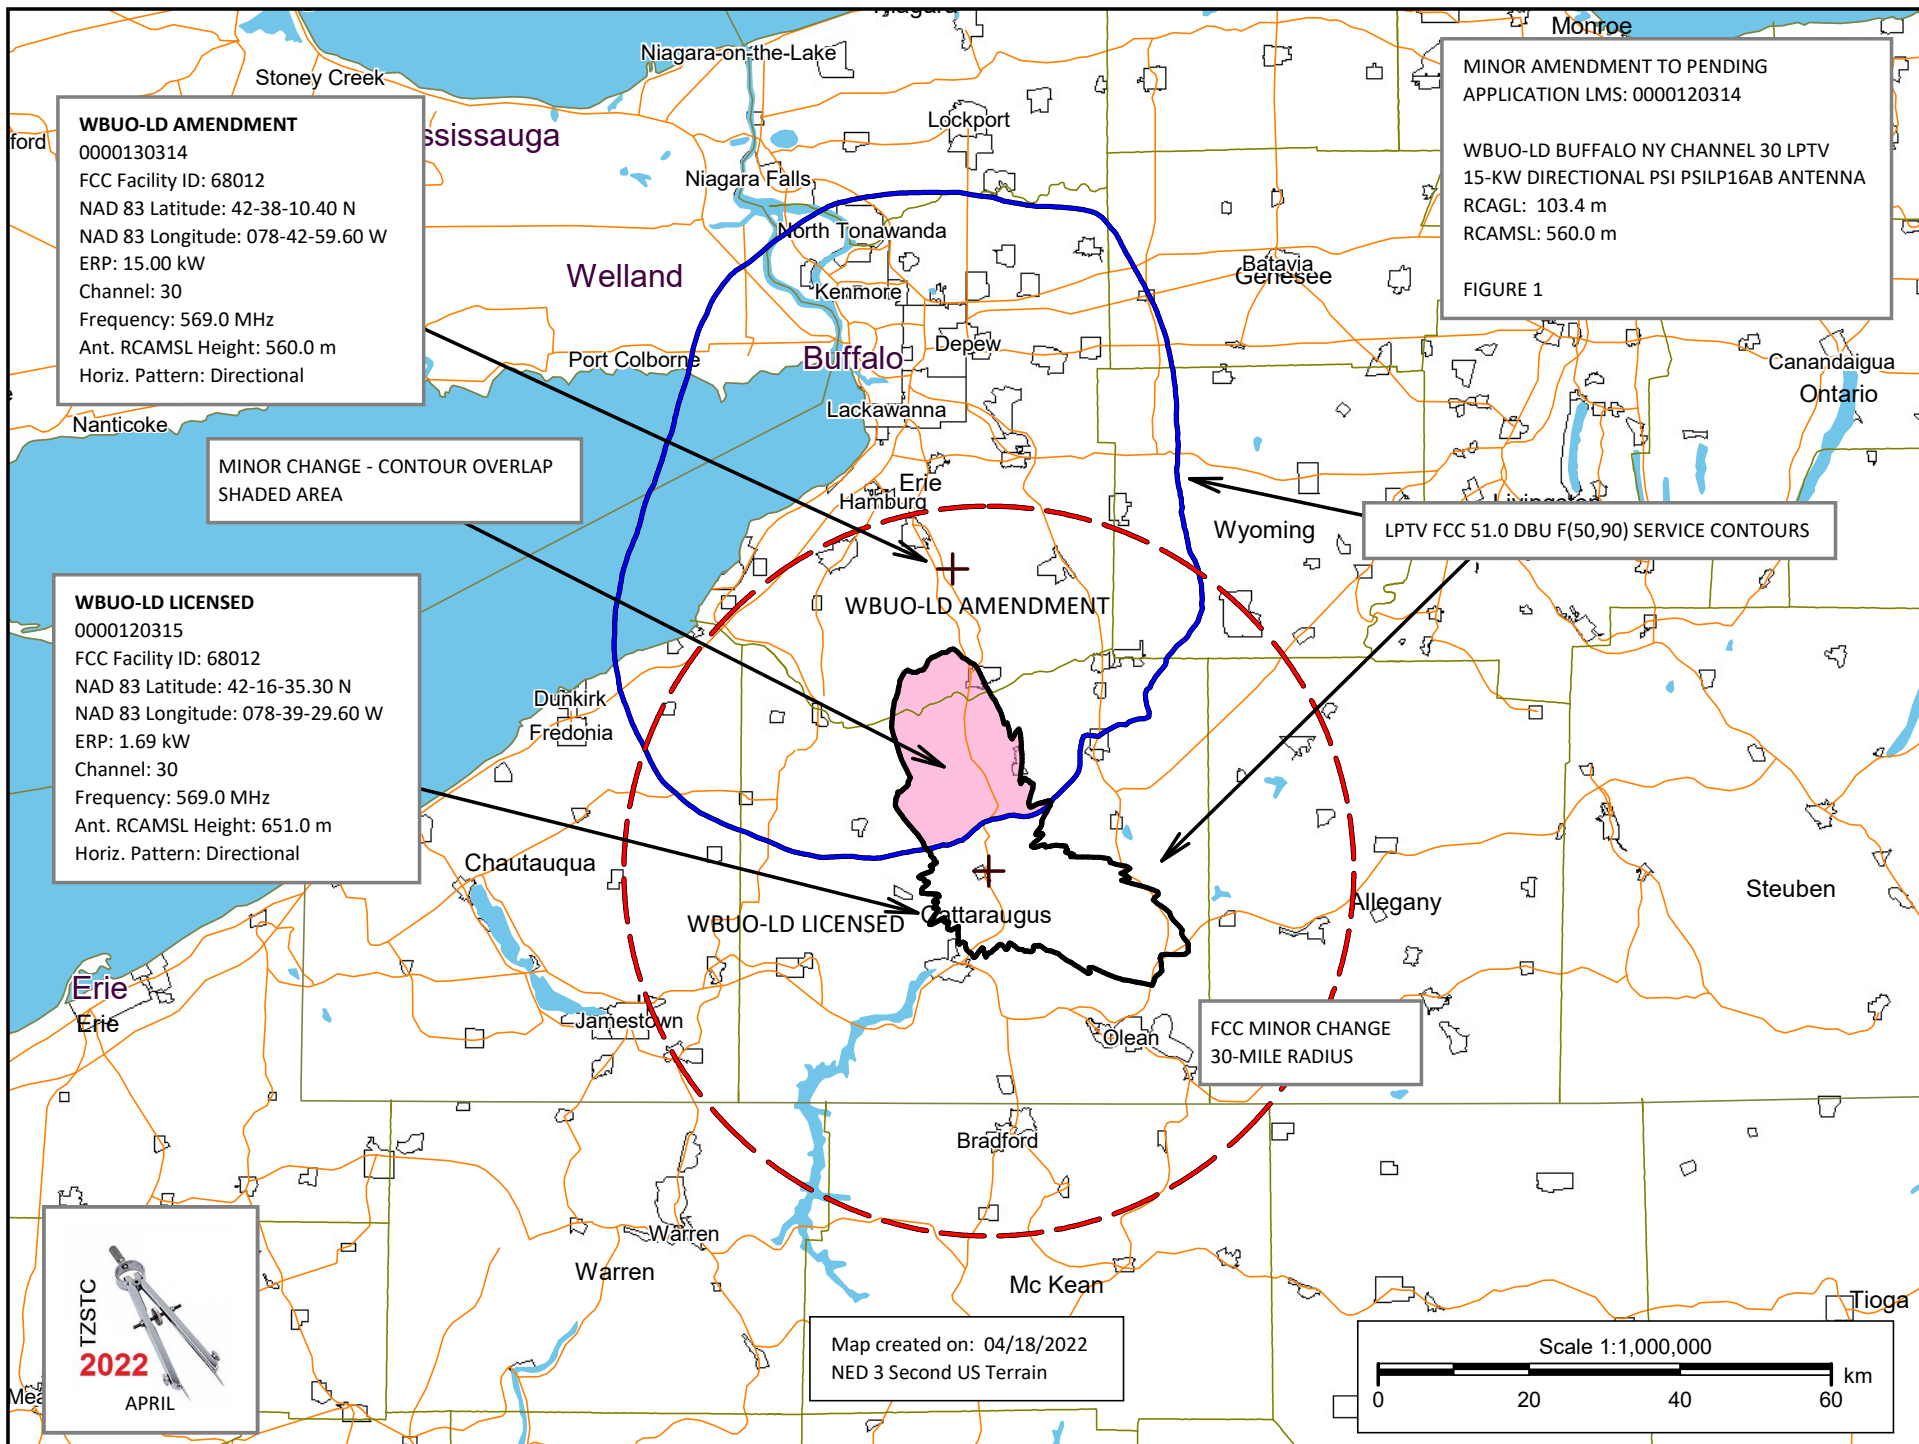 Niagara
Monroe
Niagara-on-the-Lake
Stoney Creek
MINOR AMENDMENT TO PENDING
APPLICATION LMS: 0000120314
WBUO-LD BUFFALO NY CHANNEL 30 LPTV
15-KW DIRECTIONAL PSI PSILP16AB ANTENNA
RCAGL: 103.4 m
RCAMSL: 560.0 m
FIGURE 1
WBUO-LD AMENDMENT
0000130314
FCC Facility ID: 68012
NAD 83 Latitude: 42-38-10.40 N
NAD 83 Longitude: 078-42-59.60 W
ERP: 15.00 kW
Channel: 30
Frequency: 569.0 MHz
Ant. RCAMSL Height: 560.0 m
Horiz. Pattern: Directional
ford
ssissauga
Lockport
Niagara Falls
North Tonawanda
Welland
Kenmore
Batavia
Genesee
Port Colborne
Buffalo
Depew
Canandaigua
Ontario
Lackawanna
Nanticoke
MINOR CHANGE - CONTOUR OVERLAP
SHADED AREA
Erie
Hamburg
Livingston
Wyoming
LPTV FCC 51.0 DBU F(50,90) SERVICE CONTOURS
WBUO-LD AMENDMENT
WBUO-LD LICENSED
0000120315
FCC Facility ID: 68012
NAD 83 Latitude: 42-16-35.30 N
NAD 83 Longitude: 078-39-29.60 W
ERP: 1.69 kW
Channel: 30
Frequency: 569.0 MHz
Ant. RCAMSL Height: 651.0 m
Horiz. Pattern: Directional
Dunkirk
Fredonia
Chautauqua
Steuben
Allegany
WBUO-LD LICENSED
Cattaraugus
Erie
Erie
Jamestown
Olean
FCC MINOR CHANGE
30-MILE RADIUS
Bradford
Warren
Warren
Mc Kean
Tioga
TZSTC
2022
APRIL
Mea
Map created on: 04/18/2022
NED 3 Second US Terrain
Scale 1:1,000,000
km
0 20 40 60